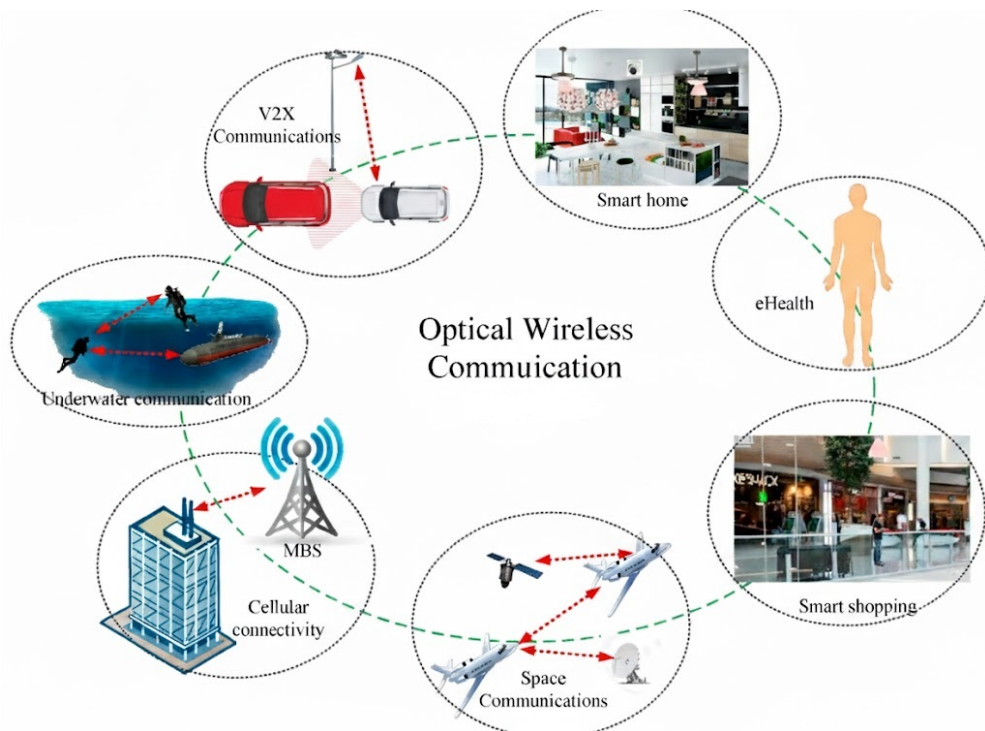 V2X
Communications
Smart home
eHealth
Optical Wireless
Commuication
Underwater communication
MBS
Cellular
connectivity
Smart shopping
Space
Communications